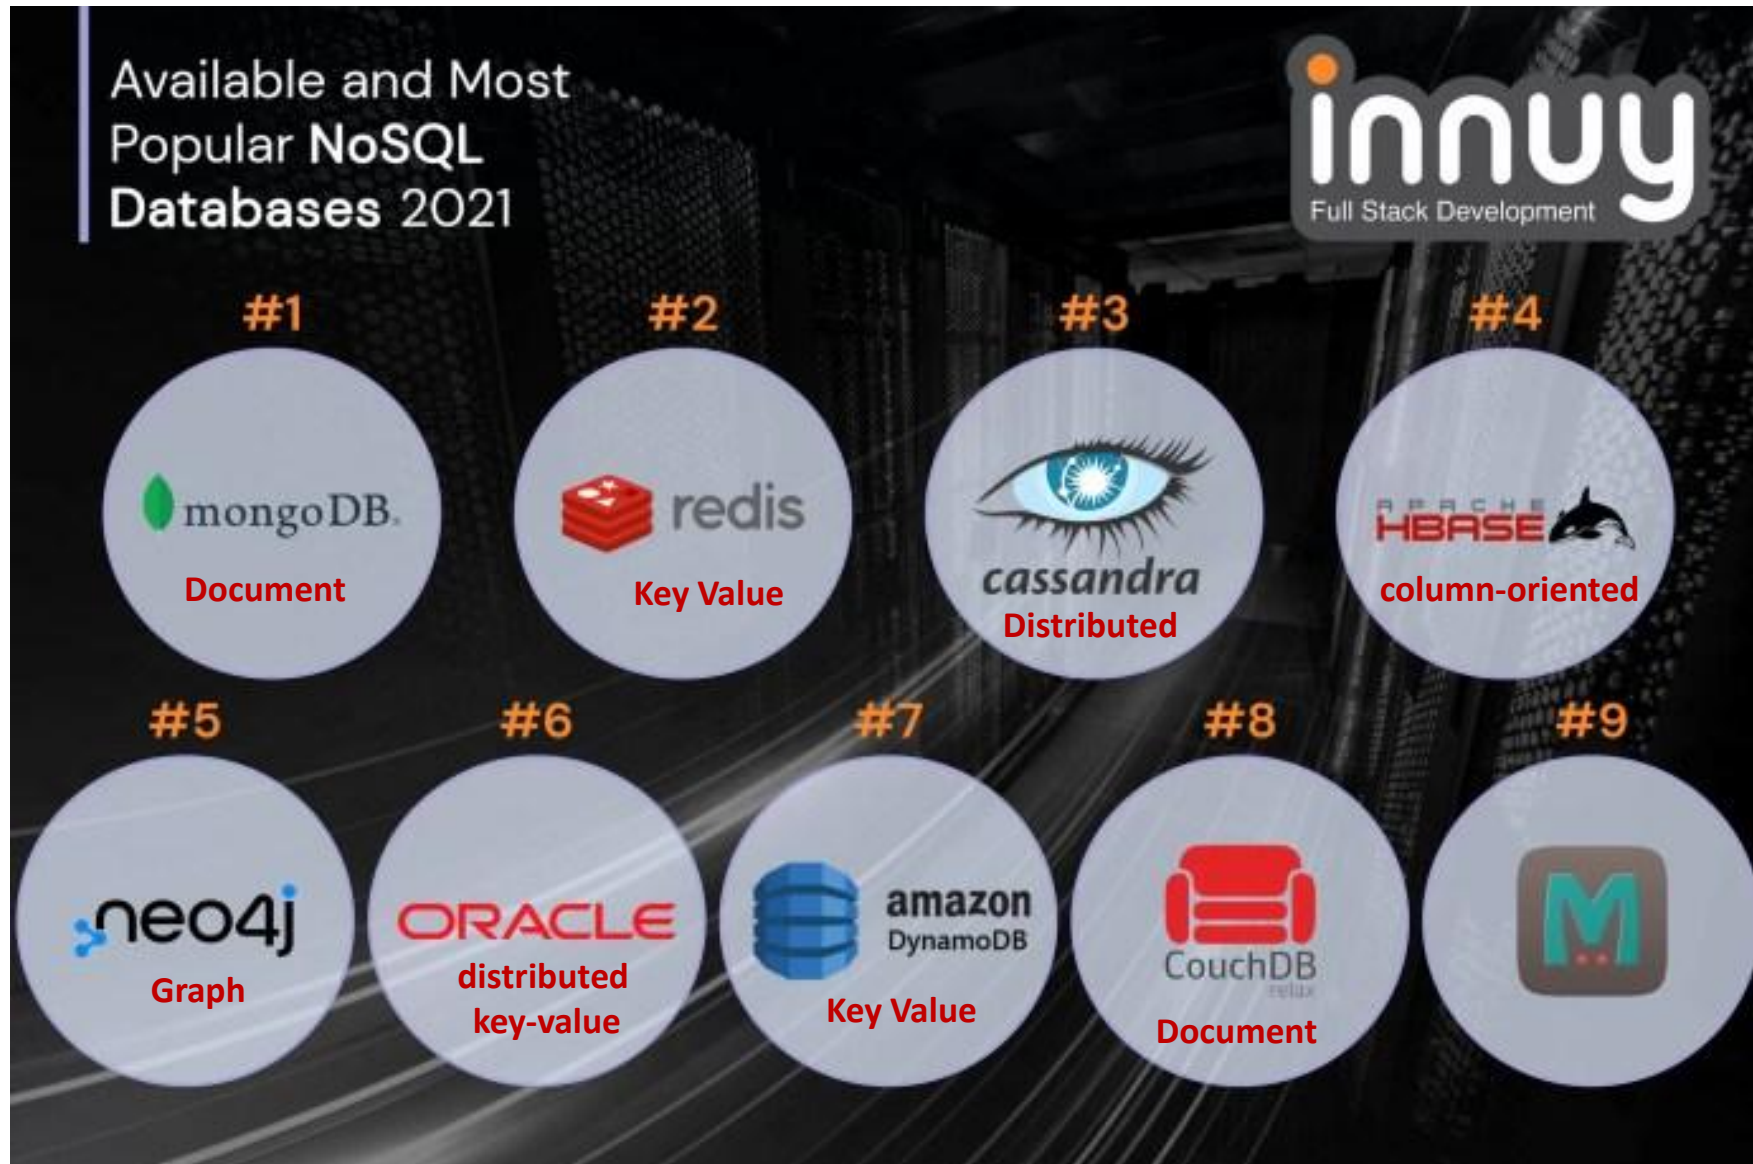 Available and Most
Popular NoSQL
Databases 2021
innuy
Full Stack Development
#1
#2
#3
#4
mongoDB.
Document
redis
Key Value
cassandra
Distributed
APACHE
HBASE
column-oriented
#5
#6
#7
#8
#9
neo4j
Graph
ORACLE
distributed
key-value
amazon
DynamoDB
Key Value
CouchDB
relax
Document
M